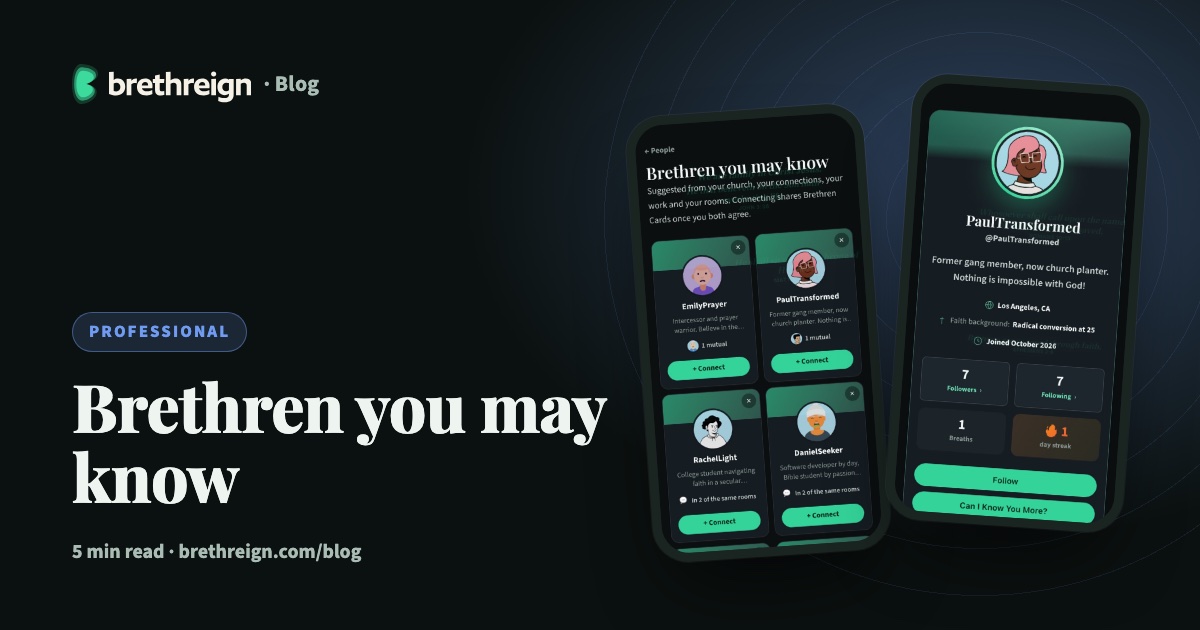 brethreign · Blog
PROFESSIONAL
Brethren you may
know
5 min read · brethreign.com/blog
← People
Brethren you may know
Suggested from your church, your connections, your
work and your rooms. Connecting shares Brethren
Cards once you both agree.
×
EmilyPrayer
Intercessor and prayer
warrior. Believe in the...
1 mutual
+ Connect
×
PaulTransformed
Former gang member, now
church planter. Nothing is...
1 mutual
+ Connect
×
RachelLight
College student navigating
faith in a secular...
In 2 of the same rooms
+ Connect
×
DanielSeeker
Software developer by day,
Bible student by passion...
In 2 of the same rooms
+ Connect
PaulTransformed
@PaulTransformed
Former gang member, now church planter.
Nothing is impossible with God!
Los Angeles, CA
Faith background: Radical conversion at 25
Joined October 2026
7
Followers ›
7
Following ›
1
Breaths
1
day streak
Follow
Can I Know You More?